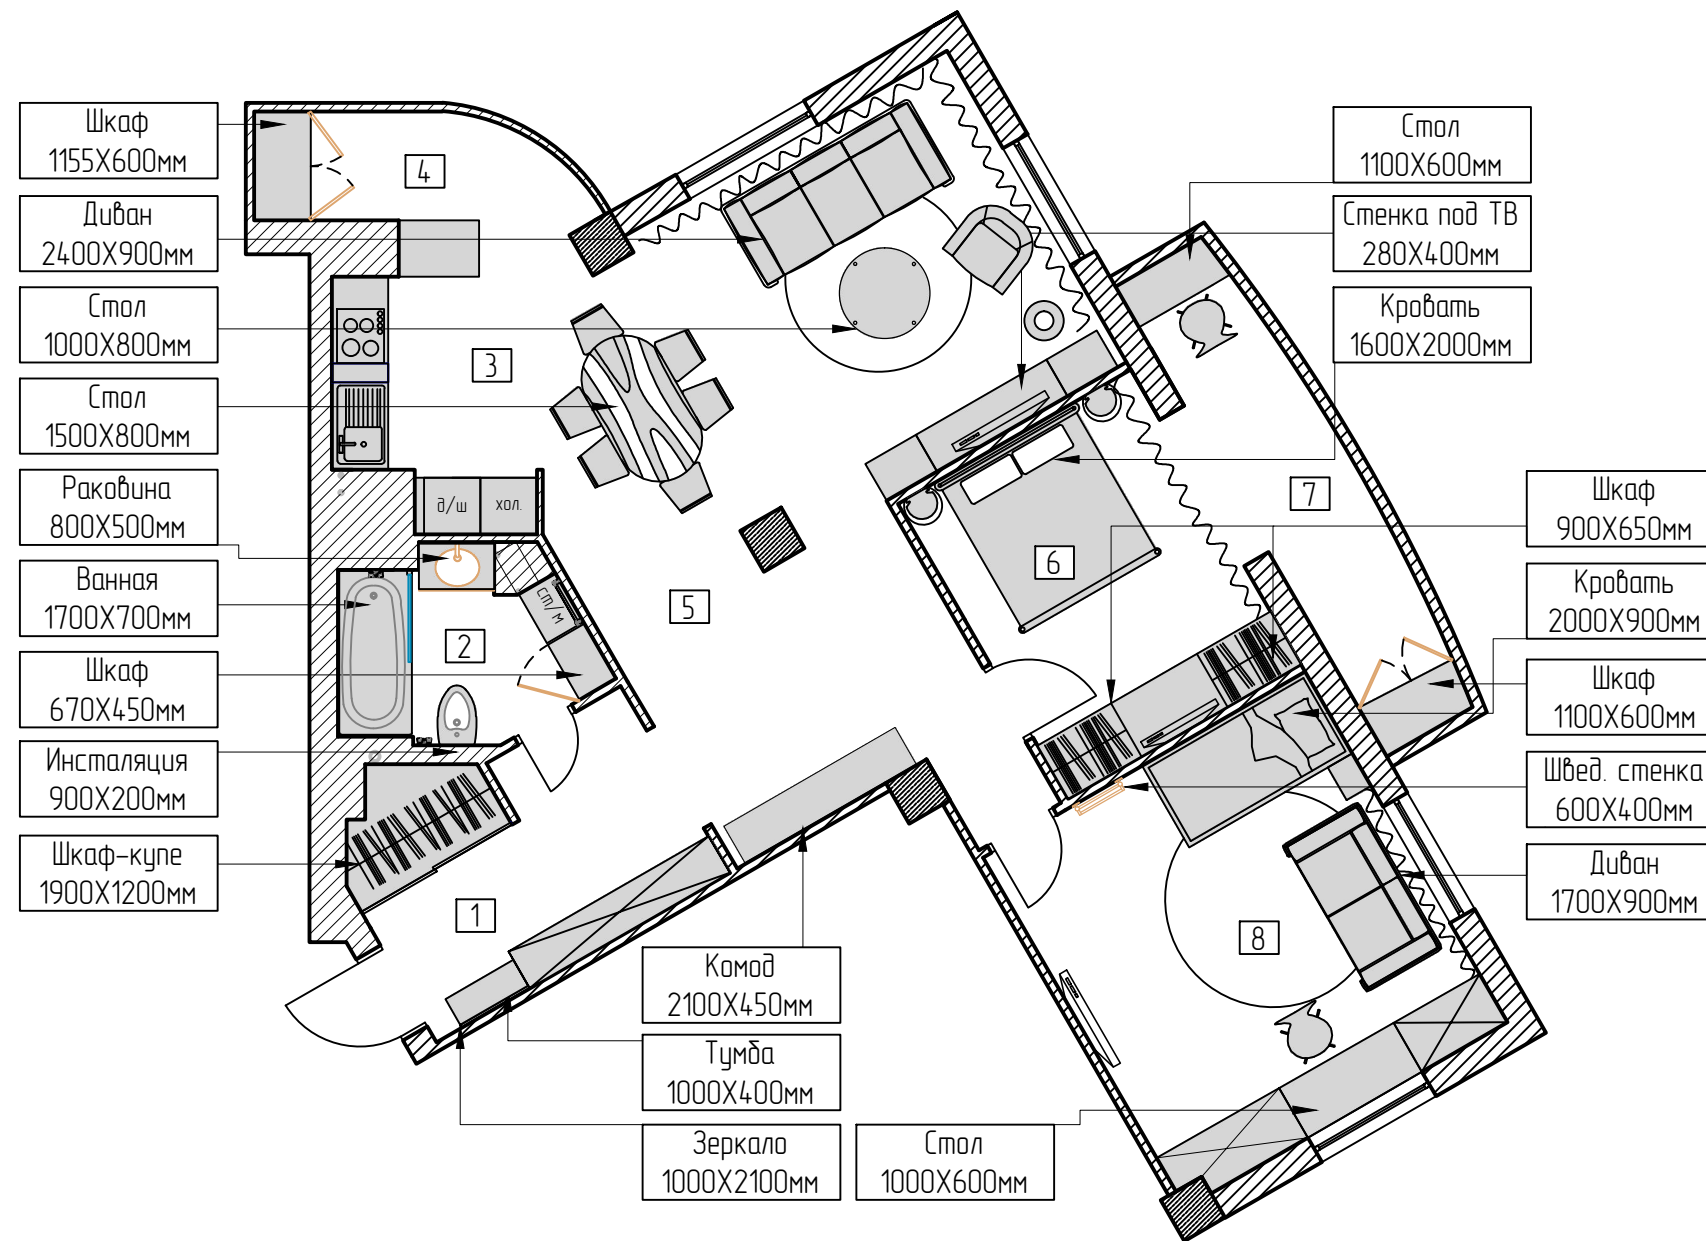 Шкаф
1155Х600мм
Диван
2400Х900мм
Стол
1000Х800мм
Стол
1500Х800мм
Раковина
800Х500мм
Ванная
1700Х700мм
Шкаф
670Х450мм
Инсталяция
900Х200мм
Шкаф-купе
1900Х1200мм
4
3
д/ш
хол.
ст/м
2
5
1
6
7
8
Комод
2100Х450мм
Тумба
1000Х400мм
Зеркало
1000Х2100мм
Стол
1000Х600мм
Стол
1100Х600мм
Стенка под ТВ
280Х400мм
Кровать
1600Х2000мм
Шкаф
900Х650мм
Кровать
2000Х900мм
Шкаф
1100Х600мм
Швед. стенка
600Х400мм
Диван
1700Х900мм